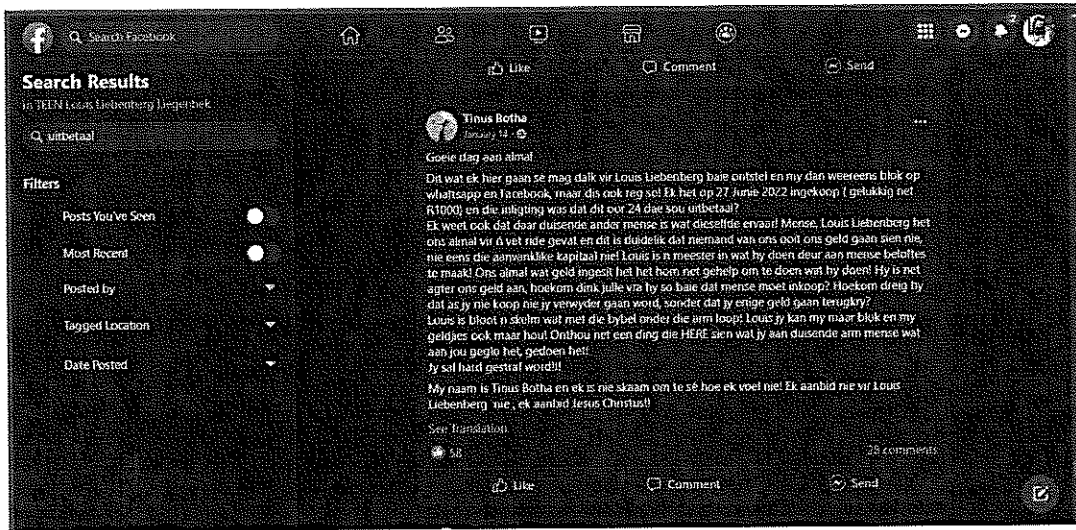 Search Facebook
2
Like
Comment
Send
Search Results
in TEEN Louis Liebenberg Liegenbek
uitbetaal
Filters
Posts You've Seen
Most Recent
Posted by
Tagged Location
Date Posted
Tinus Botha
January 14
Goeie dag aan almal
Dit wat ek hier gaan sê mag dalk vir Louis Liebenberg baie ontstel en my dan weereens blok op
whaltsapp en Facebook, maar dis ook reg so! Ek het op 27 Junie 2022 ingekoop ( gelukkig net
R1000) en die inligting was dat dit oor 24 dae sou uitbetaal?
Ek weet ook dat daar duisende ander mense is wat dieselfde ervaar! Mense, Louis Liebenberg het
ons almal vir ń vet ride gevat en dit is duidelik dat niemand van ons ooit ons geld gaan sien nie,
nie eens die aanvanklike kapitaal nie! Louis is n meester in wat hy doen deur aan mense beloftes
te maak! Ons almal wat geld ingesit het het hom net gehelp om te doen wat hy doen! Hy is net
agter ons geld aan, hoekom dink julle vra hy so baie dat mense moet inkoop? Hoekom dreig hy
dat as jy nie koop nie jy verwyder gaan word, sonder dat jy enige geld gaan terugkry?
Louis is bloot n skelm wat met die bybel onder die arm loop! Louis jy kan my maar blok en my
geldjies ook maar hou! Onthou net een ding die HERE sien wat jy aan duisende arm mense wat
aan jou geglo het, gedoen het!
Jy sal hard gestraf word!!!
My naam is Tinus Botha en ek is nie skaam om te sê hoe ek voel nie! Ek aanbid nie vir Louis
Liebenberg nie , ek aanbid Jesus Christus!!
See Translation
58
28 comments
Like
Comment
Send